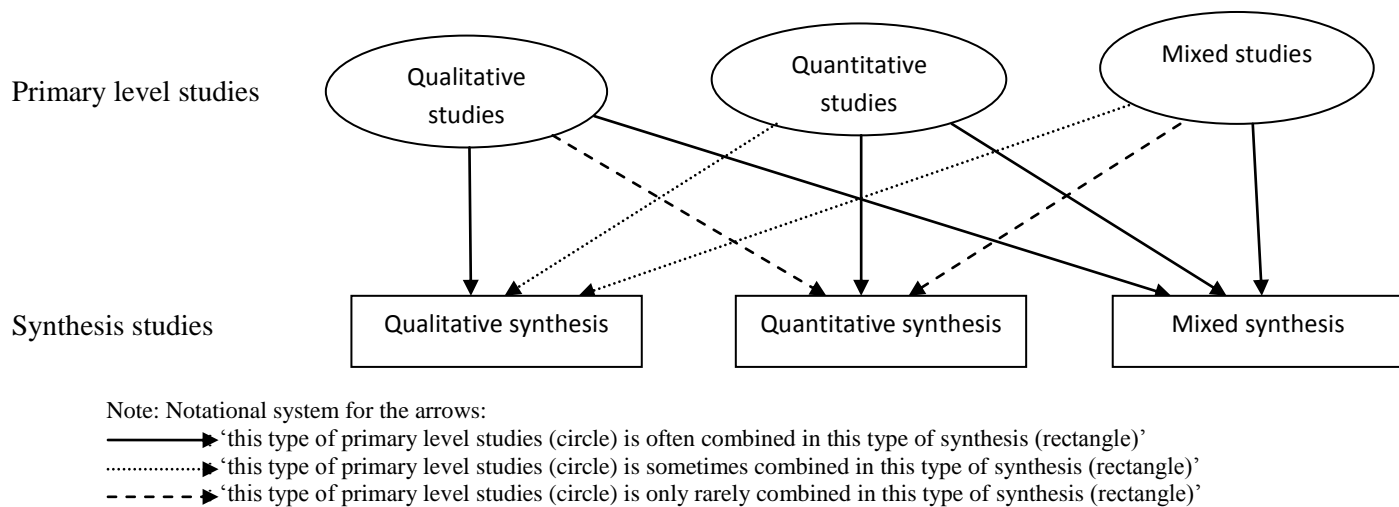 Primary level studies
Qualitative
studies
Quantitative
studies
Mixed studies
Synthesis studies
Qualitative synthesis
Quantitative synthesis
Mixed synthesis
Note: Notational system for the arrows:
‘this type of primary level studies (circle) is often combined in this type of synthesis (rectangle)’
‘this type of primary level studies (circle) is sometimes combined in this type of synthesis (rectangle)’
‘this type of primary level studies (circle) is only rarely combined in this type of synthesis (rectangle)’